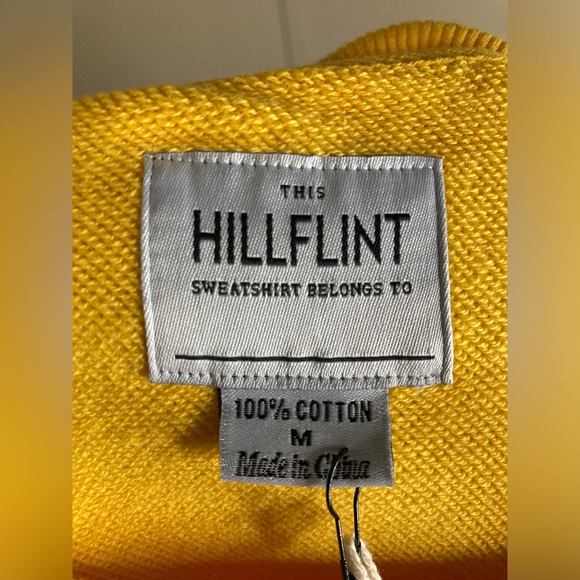 THIS
HILLFLINT
SWEATSHIRT BELONGS TO
100% COTTON
M
Made in China